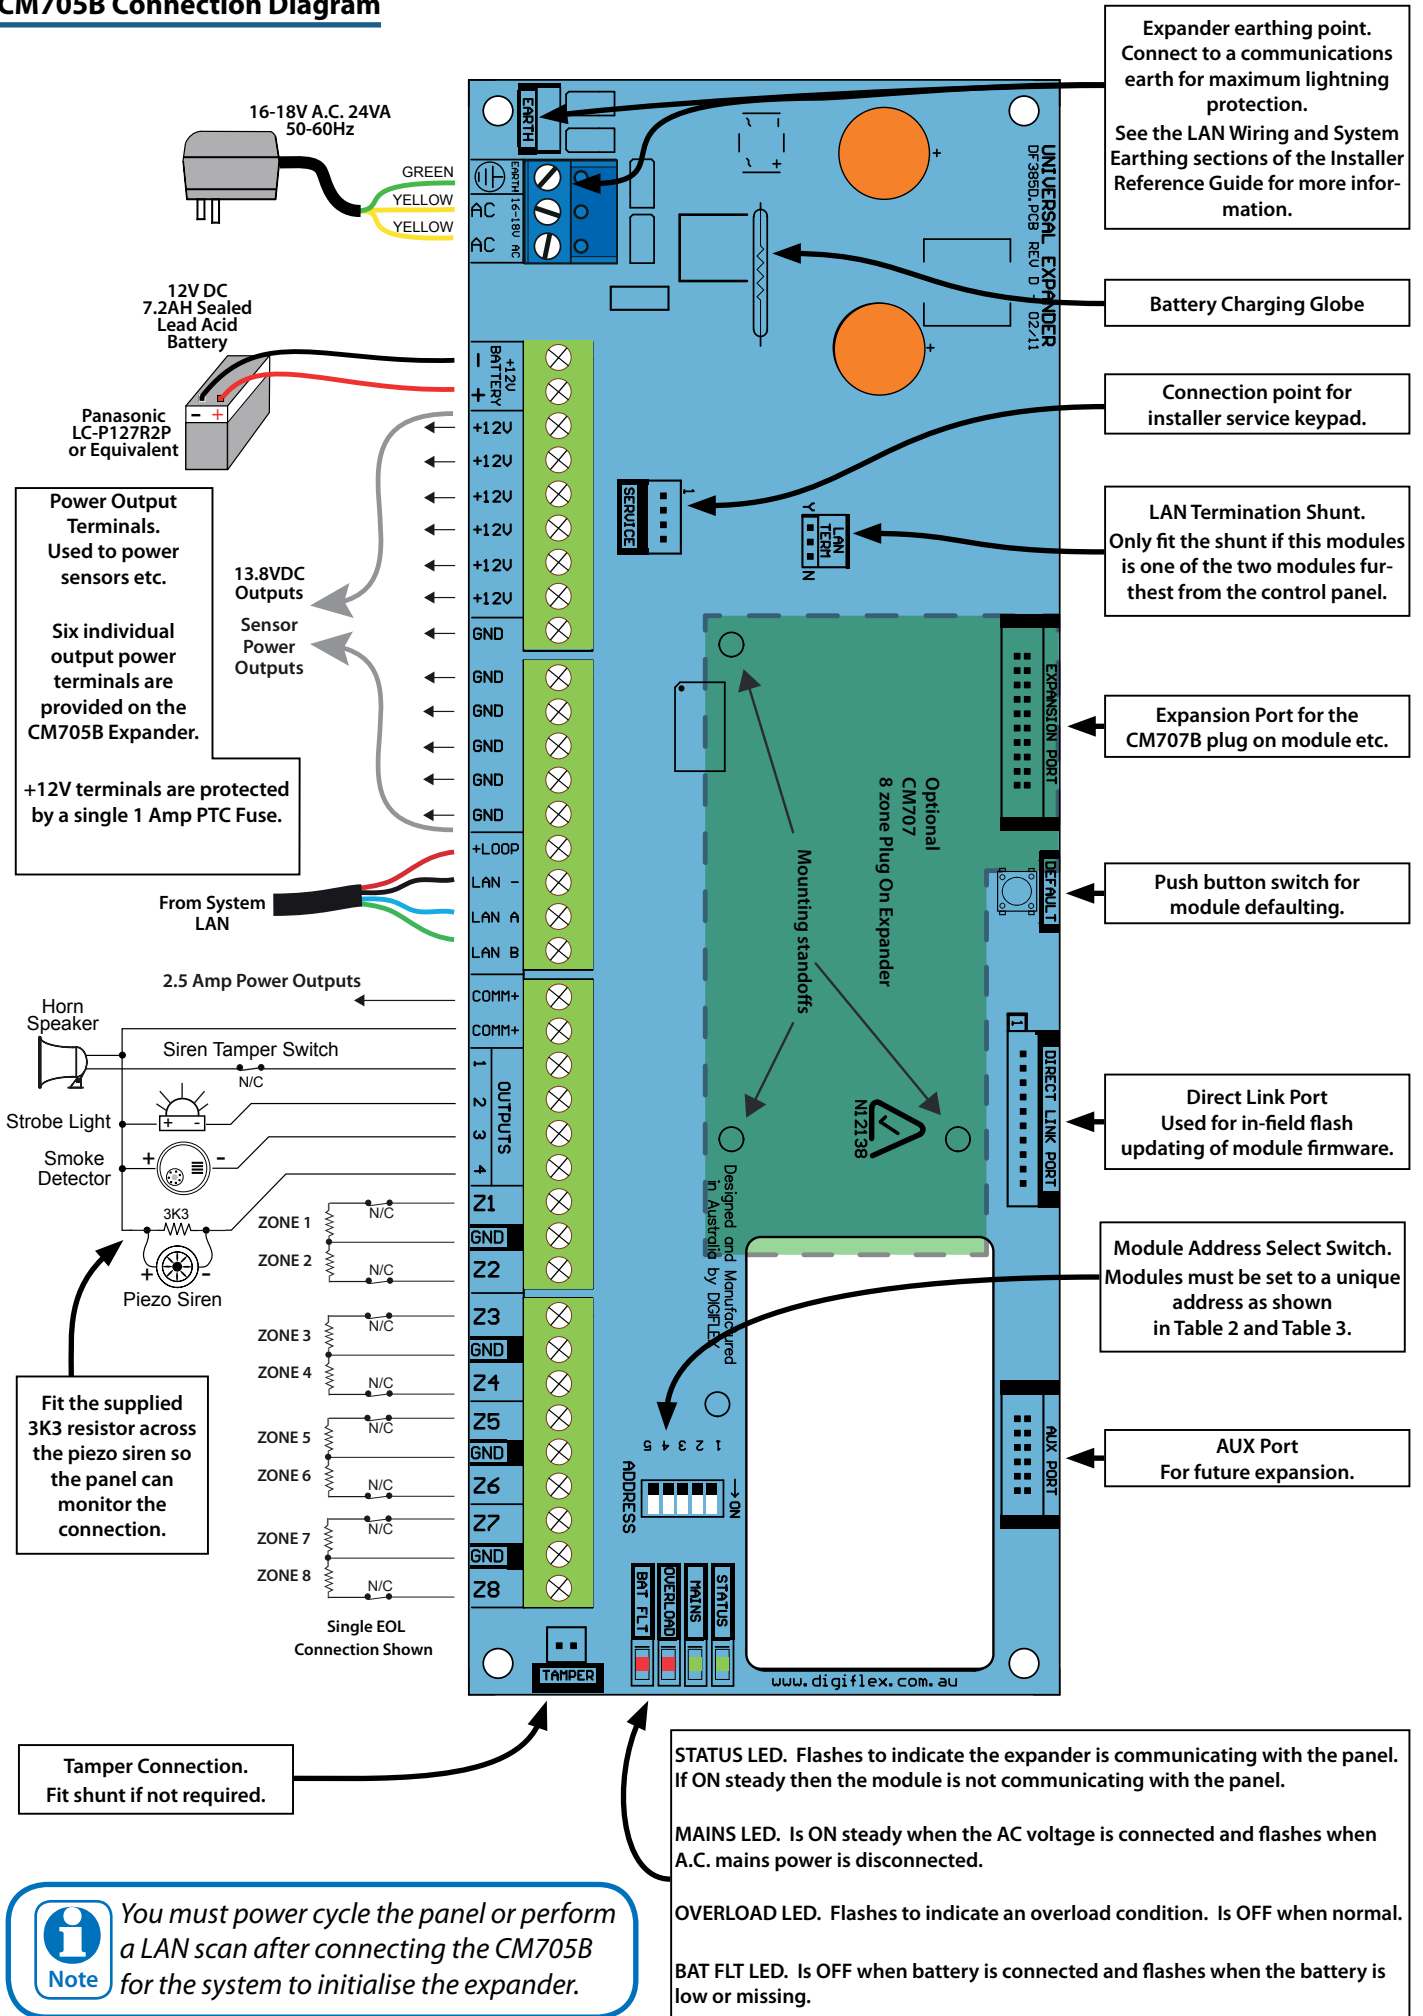 CM705B Connection Diagram
16-18V A.C. 24VA
50-60Hz
GREEN
YELLOW
YELLOW
EARTH
EARTH
16-18V AC
AC
AC
UNIVERSAL EXPANDER
DF385D.PCB REV D - 02/11
Expander earthing point.
Connect to a communications
earth for maximum lightning
protection.
See the LAN Wiring and System
Earthing sections of the Installer
Reference Guide for more infor-
mation.
Battery Charging Globe
Connection point for
installer service keypad.
LAN Termination Shunt.
Only fit the shunt if this modules
is one of the two modules fur-
thest from the control panel.
Expansion Port for the
CM707B plug on module etc.
Push button switch for
module defaulting.
Direct Link Port
Used for in-field flash
updating of module firmware.
Module Address Select Switch.
Modules must be set to a unique
address as shown
in Table 2 and Table 3.
AUX Port
For future expansion.
12V DC
7.2AH Sealed
Lead Acid
Battery
- +
Panasonic
LC-P127R2P
or Equivalent
-
+
+12V
BATTERY
+12V
+12V
+12V
+12V
+12V
+12V
GND
GND
GND
GND
GND
GND
+LOOP
LAN -
LAN A
LAN B
COMM+
COMM+
1
2
3
4
OUTPUTS
Z1
GND
Z2
Z3
GND
Z4
Z5
GND
Z6
Z7
GND
Z8
Power Output
Terminals.
Used to power
sensors etc.
Six individual
output power
terminals are
provided on the
CM705B Expander.
+12V terminals are protected
by a single 1 Amp PTC Fuse.
13.8VDC
Outputs
Sensor
Power
Outputs
From System
LAN
2.5 Amp Power Outputs
Horn
Speaker
Siren Tamper Switch
N/C
Strobe Light
+ -
Smoke
Detector
+ -
3K3
+ -
Piezo Siren
ZONE 1
N/C
ZONE 2
N/C
ZONE 3
N/C
ZONE 4
N/C
ZONE 5
N/C
ZONE 6
N/C
ZONE 7
N/C
ZONE 8
N/C
Single EOL
Connection Shown
Fit the supplied
3K3 resistor across
the piezo siren so
the panel can
monitor the
connection.
SERVICE
1
Y
LAN
TERM
N
EXPANSION PORT
Optional
CM707
8 zone Plug On Expander
Mounting standoffs
DEFAULT
1
DIRECT LINK PORT
N12138
Designed and Manufactured
in Australia by DIGIFLEX
AUX PORT
5 4 3 2 1
ADDRESS
→ON
BAT FLT
OVERLOAD
MAINS
STATUS
TAMPER
www.digiflex.com.au
+
+
+
Tamper Connection.
Fit shunt if not required.
STATUS LED. Flashes to indicate the expander is communicating with the panel.
If ON steady then the module is not communicating with the panel.
MAINS LED. Is ON steady when the AC voltage is connected and flashes when
A.C. mains power is disconnected.
OVERLOAD LED. Flashes to indicate an overload condition. Is OFF when normal.
BAT FLT LED. Is OFF when battery is connected and flashes when the battery is
low or missing.
i
Note
You must power cycle the panel or perform
a LAN scan after connecting the CM705B
for the system to initialise the expander.